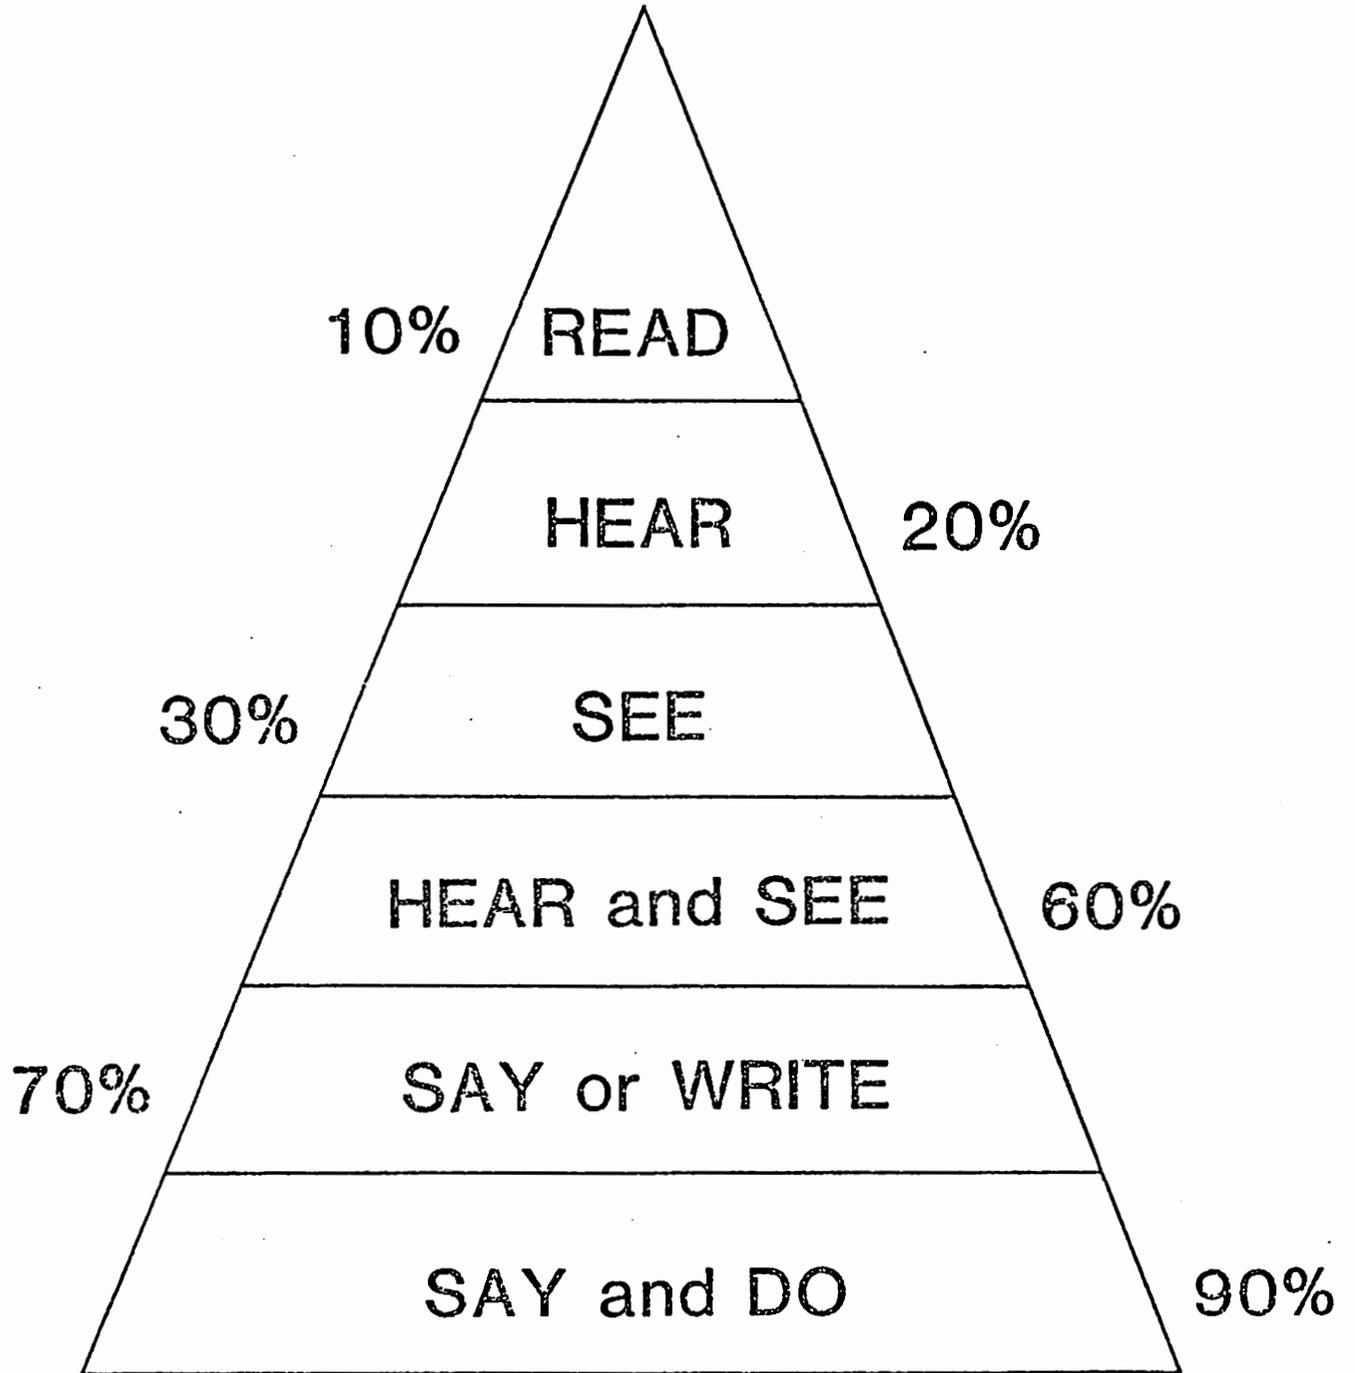 10% READ
HEAR 20%
30% SEE
HEAR and SEE 60%
70% SAY or WRITE
SAY and DO 90%